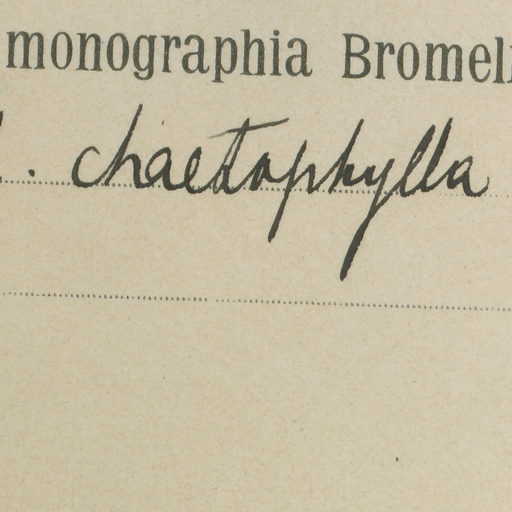 monographia Bromeli
. chaetophylla